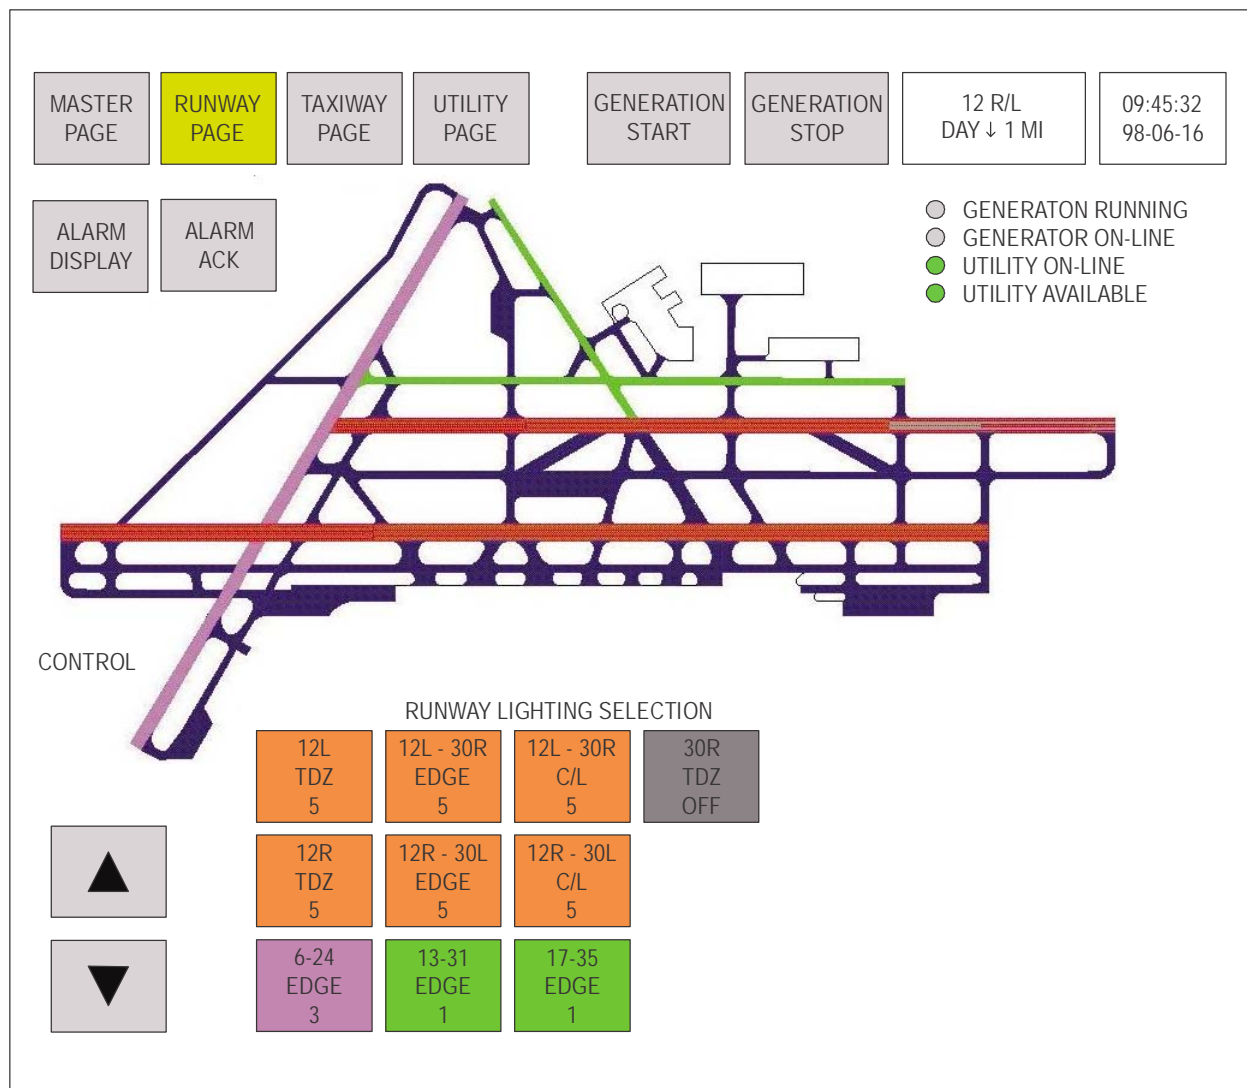 MASTER
PAGE
RUNWAY
PAGE
TAXIWAY
PAGE
UTILITY
PAGE
GENERATION
START
GENERATION
STOP
12 R/L
DAY ↓ 1 MI
09:45:32
98-06-16
ALARM
DISPLAY
ALARM
ACK
GENERATON RUNNING
GENERATOR ON-LINE
UTILITY ON-LINE
UTILITY AVAILABLE
CONTROL
RUNWAY LIGHTING SELECTION
12L
TDZ
5
12L - 30R
EDGE
5
12L - 30R
C/L
5
30R
TDZ
OFF
12R
TDZ
5
12R - 30L
EDGE
5
12R - 30L
C/L
5
6-24
EDGE
3
13-31
EDGE
1
17-35
EDGE
1